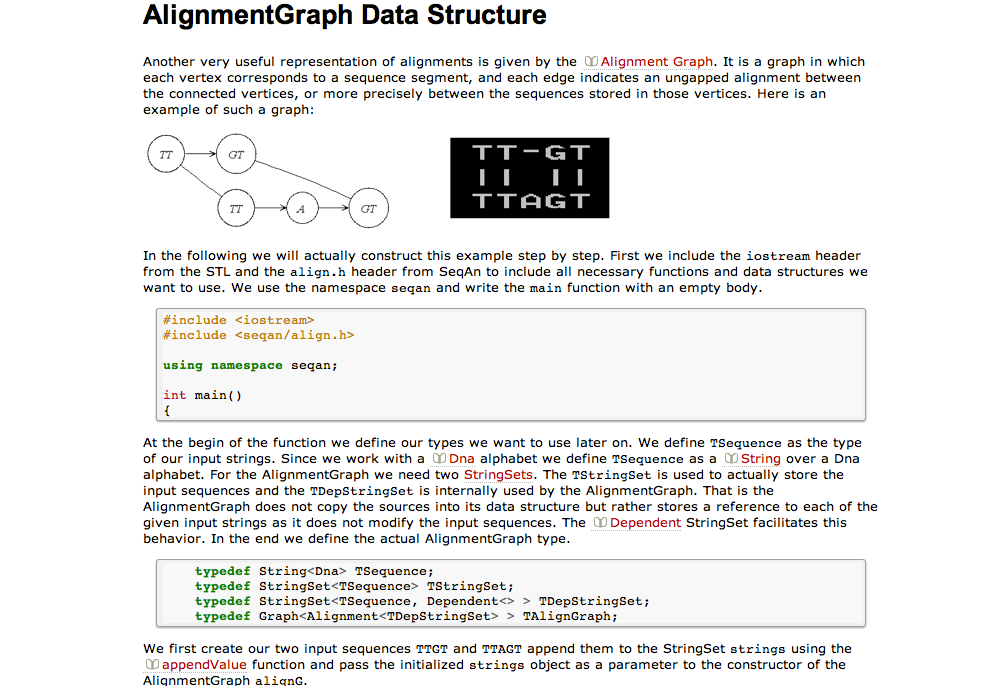 AlignmentGraph Data Structure
Another very useful representation of alignments is given by the Alignment Graph. It is a graph in which
each vertex corresponds to a sequence segment, and each edge indicates an ungapped alignment between
the connected vertices, or more precisely between the sequences stored in those vertices. Here is an
example of such a graph:
TT GT
TT A GT
TT-GT
|| ||
TTAGT
In the following we will actually construct this example step by step. First we include the iostream header
from the STL and the align.h header from SeqAn to include all necessary functions and data structures we
want to use. We use the namespace seqan and write the main function with an empty body.
#include <iostream>
#include <seqan/align.h>
using namespace seqan;
int main()
{
At the begin of the function we define our types we want to use later on. We define TSequence as the type
of our input strings. Since we work with a Dna alphabet we define TSequence as a String over a Dna
alphabet. For the AlignmentGraph we need two StringSets. The TStringSet is used to actually store the
input sequences and the TDepStringSet is internally used by the AlignmentGraph. That is the
AlignmentGraph does not copy the sources into its data structure but rather stores a reference to each of the
given input strings as it does not modify the input sequences. The Dependent StringSet facilitates this
behavior. In the end we define the actual AlignmentGraph type.
typedef String<Dna> TSequence;
typedef StringSet<TSequence> TStringSet;
typedef StringSet<TSequence, Dependent<> > TDepStringSet;
typedef Graph<Alignment<TDepStringSet> > TAlignGraph;
We first create our two input sequences TTGT and TTAGT append them to the StringSet strings using the
appendValue function and pass the initialized strings object as a parameter to the constructor of the
AlignmentGraph alignG.